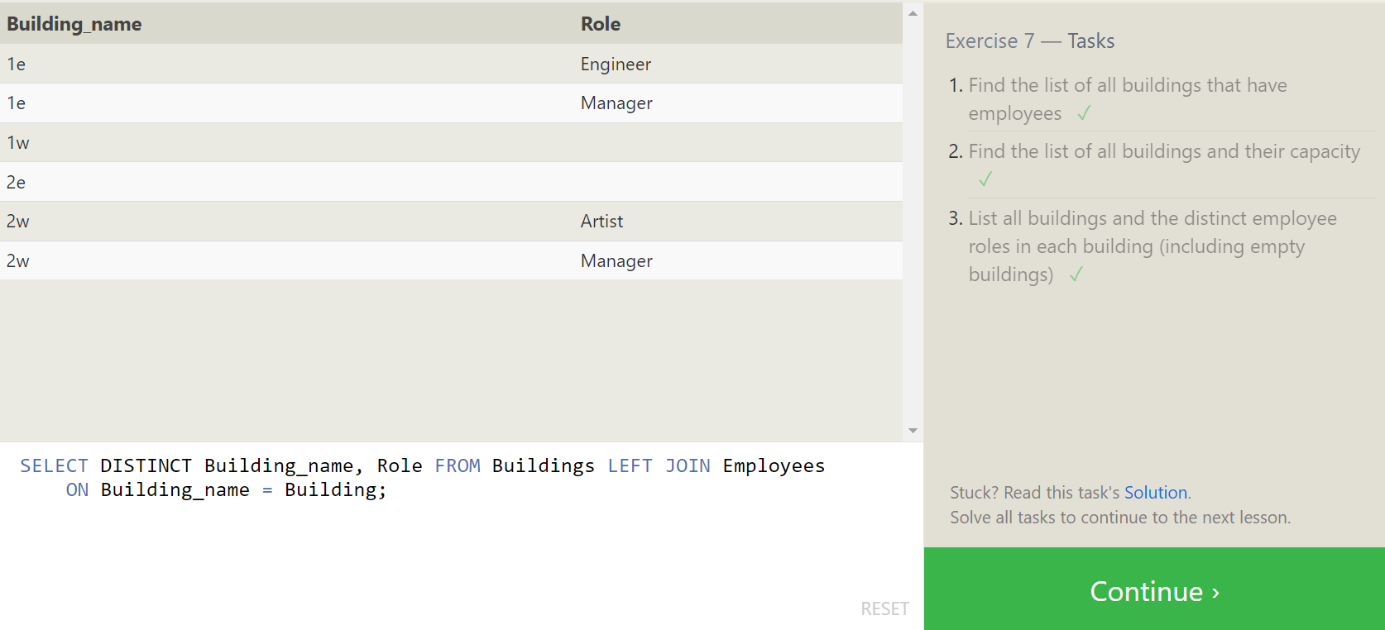 Building_name Role
1e Engineer
1e Manager
1w
2e
2w Artist
2w Manager
SELECT DISTINCT Building_name, Role FROM Buildings LEFT JOIN Employees
ON Building_name = Building;
RESET
Exercise 7 — Tasks
1. Find the list of all buildings that have
employees ✓
2. Find the list of all buildings and their capacity
✓
3. List all buildings and the distinct employee
roles in each building (including empty
buildings) ✓
Stuck? Read this task's Solution.
Solve all tasks to continue to the next lesson.
Continue ›